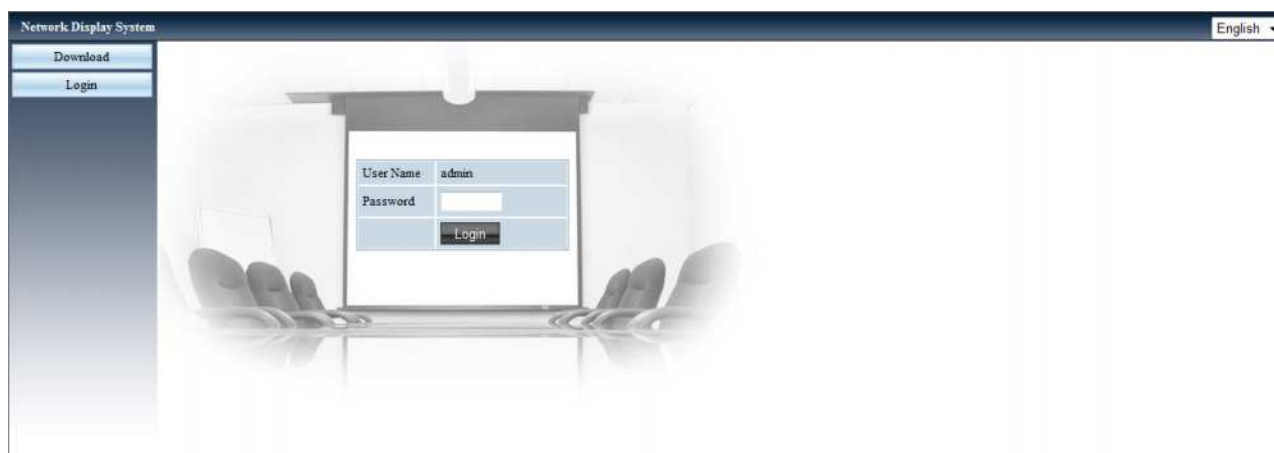 Network Display System
English
Download
Login
User Name admin
Password
Login